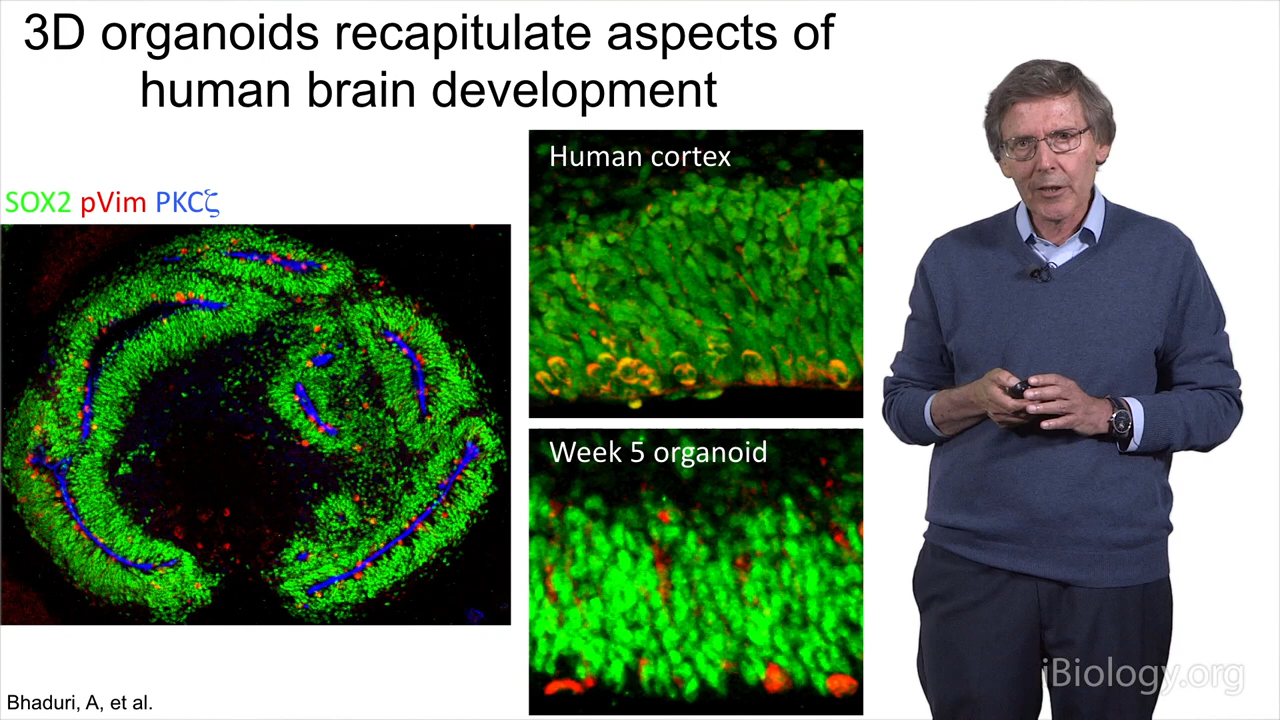 3D organoids recapitulate aspects of
human brain development
SOX2 pVim PKCζ
Human cortex
Week 5 organoid
Bhaduri, A, et al.
iBiology.org